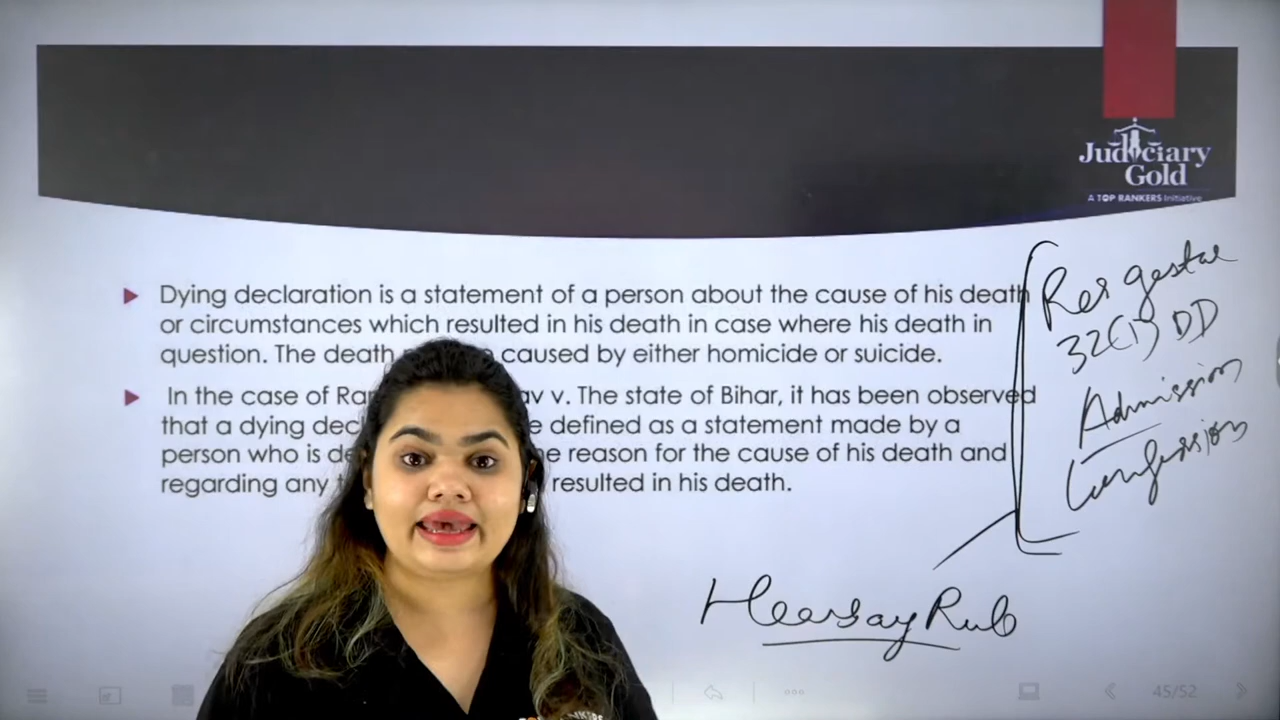 Judiciary
Gold
A TOP RANKERS Initiative
Dying declaration is a statement of a person about the cause of his death
or circumstances which resulted in his death in case where his death in
question. The death caused by either homicide or suicide.
In the case of v. The state of Bihar, it has been observed
that a dying defined as a statement made by a
person who is reason for the cause of his death and
regarding any resulted in his death.
Res gestae
32(1) DD
Admission
Confession
Hearsay Rule
45/52